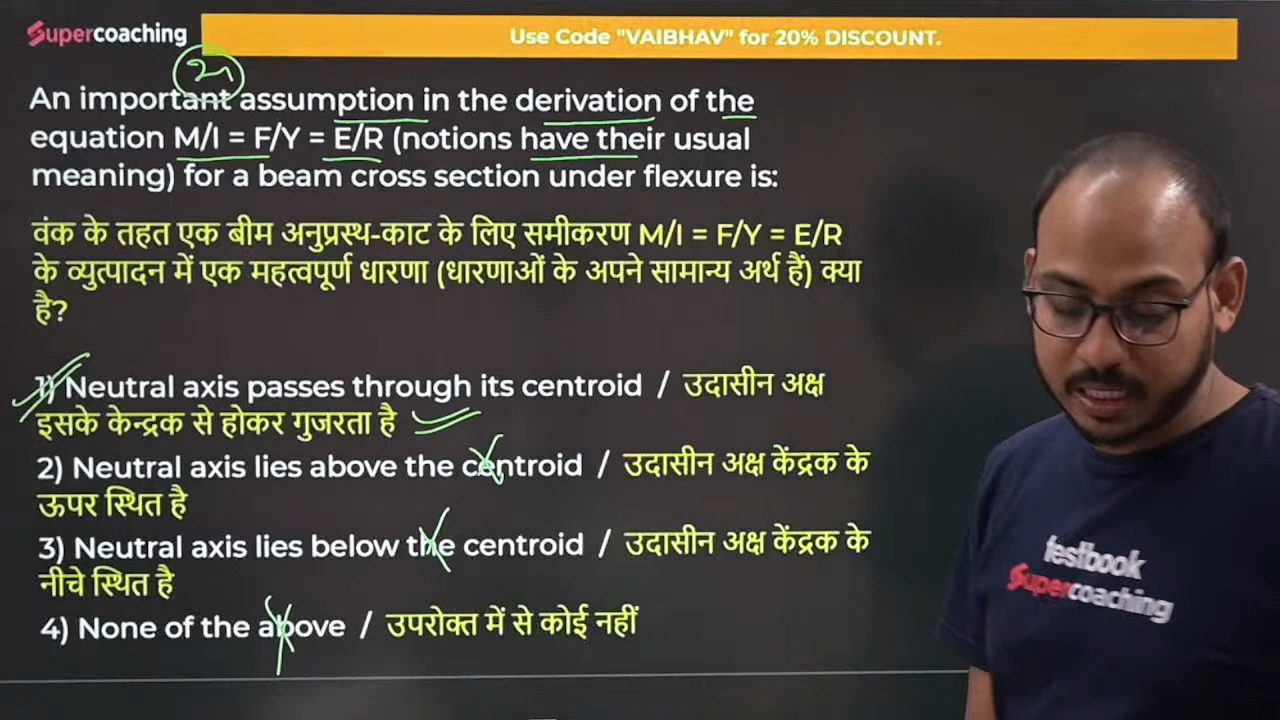 Supercoaching
Use Code "VAIBHAV" for 20% DISCOUNT.
21
An important assumption in the derivation of the
equation M/I = F/Y = E/R (notions have their usual
meaning) for a beam cross section under flexure is:
वंक के तहत एक बीम अनुप्रस्थ-काट के लिए समीकरण M/I = F/Y = E/R
के व्युत्पादन में एक महत्वपूर्ण धारणा (धारणाओं के अपने सामान्य अर्थ हैं) क्या
है?
1) Neutral axis passes through its centroid / उदासीन अक्ष
इसके केन्द्रक से होकर गुजरता है
2) Neutral axis lies above the centroid / उदासीन अक्ष केंद्रक के
ऊपर स्थित है
3) Neutral axis lies below the centroid / उदासीन अक्ष केंद्रक के
नीचे स्थित है
4) None of the above / उपरोक्त में से कोई नहीं
testbook
Supercoaching